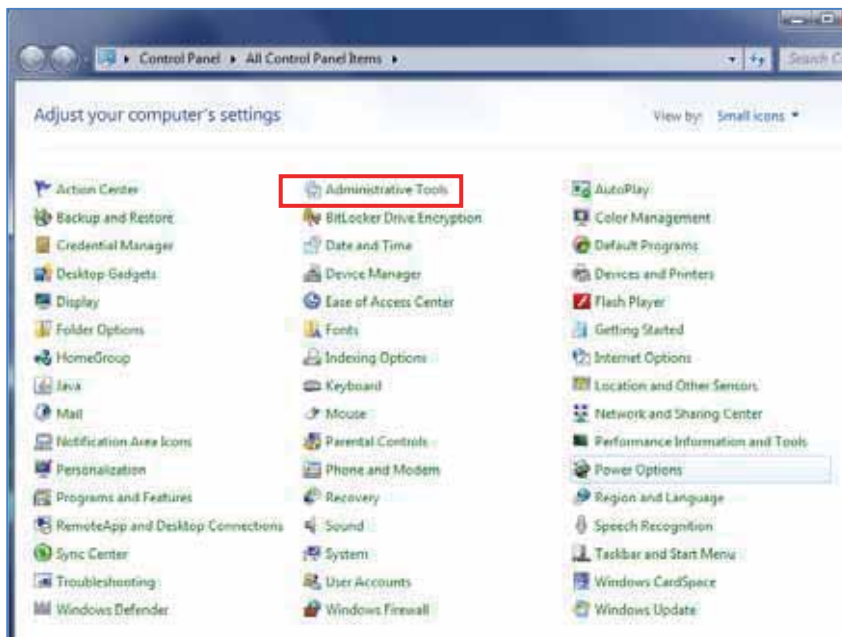 Control Panel ▸ All Control Panel Items ▸
Search C
Adjust your computer's settings
View by: Small icons
Action Center
Administrative Tools
AutoPlay
Backup and Restore
BitLocker Drive Encryption
Color Management
Credential Manager
Date and Time
Default Programs
Desktop Gadgets
Device Manager
Devices and Printers
Display
Ease of Access Center
Flash Player
Folder Options
Fonts
Getting Started
HomeGroup
Indexing Options
Internet Options
Java
Keyboard
Location and Other Sensors
Mail
Mouse
Network and Sharing Center
Notification Area Icons
Parental Controls
Performance Information and Tools
Personalization
Phone and Modem
Power Options
Programs and Features
Recovery
Region and Language
RemoteApp and Desktop Connections
Sound
Speech Recognition
Sync Center
System
Taskbar and Start Menu
Troubleshooting
User Accounts
Windows CardSpace
Windows Defender
Windows Firewall
Windows Update